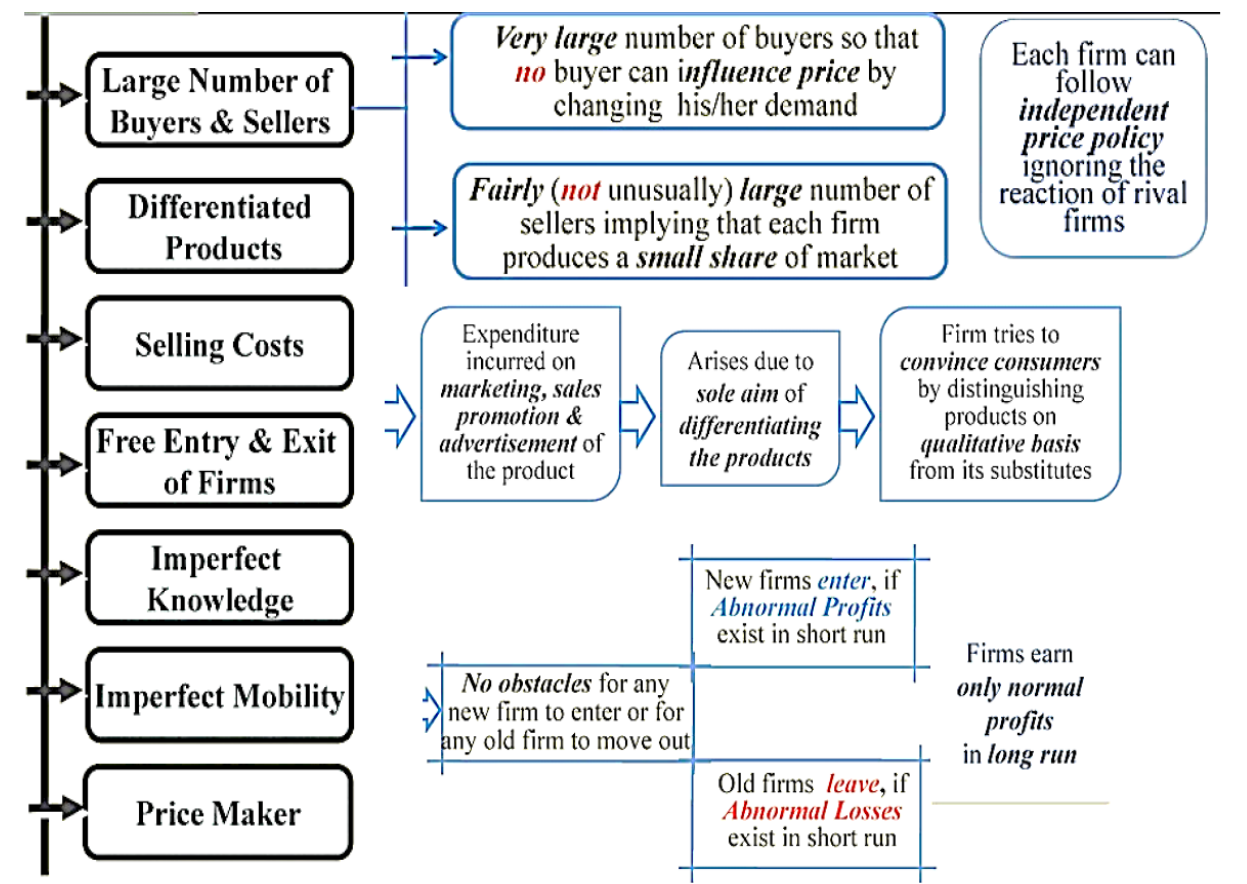 Large Number of
Buyers & Sellers
Differentiated
Products
Selling Costs
Free Entry & Exit
of Firms
Imperfect
Knowledge
Imperfect Mobility
Price Maker
Very large number of buyers so that
no buyer can influence price by
changing his/her demand
Fairly (not unusually) large number of
sellers implying that each firm
produces a small share of market
Each firm can
follow
independent
price policy
ignoring the
reaction of rival
firms
Expenditure
incurred on
marketing, sales
promotion &
advertisement of
the product
Arises due to
sole aim of
differentiating
the products
Firm tries to
convince consumers
by distinguishing
products on
qualitative basis
from its substitutes
No obstacles for any
new firm to enter or for
any old firm to move out
New firms enter, if
Abnormal Profits
exist in short run
Old firms leave, if
Abnormal Losses
exist in short run
Firms earn
only normal
profits
in long run